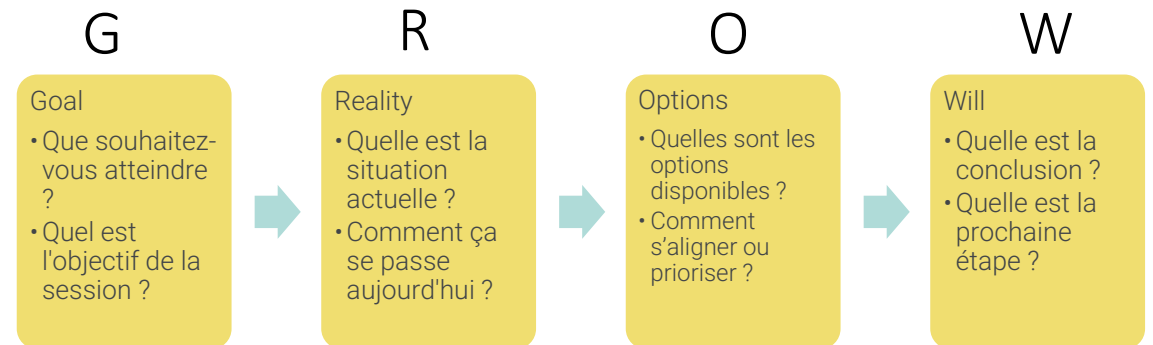 G
R
O
W
Goal
• Que souhaitez-
vous atteindre
?
• Quel est
l'objectif de la
session ?
Reality
• Quelle est la
situation
actuelle ?
• Comment ça
se passe
aujourd'hui ?
Options
• Quelles sont les
options
disponibles ?
• Comment
s’aligner ou
prioriser ?
Will
• Quelle est la
conclusion ?
• Quelle est la
prochaine
étape ?